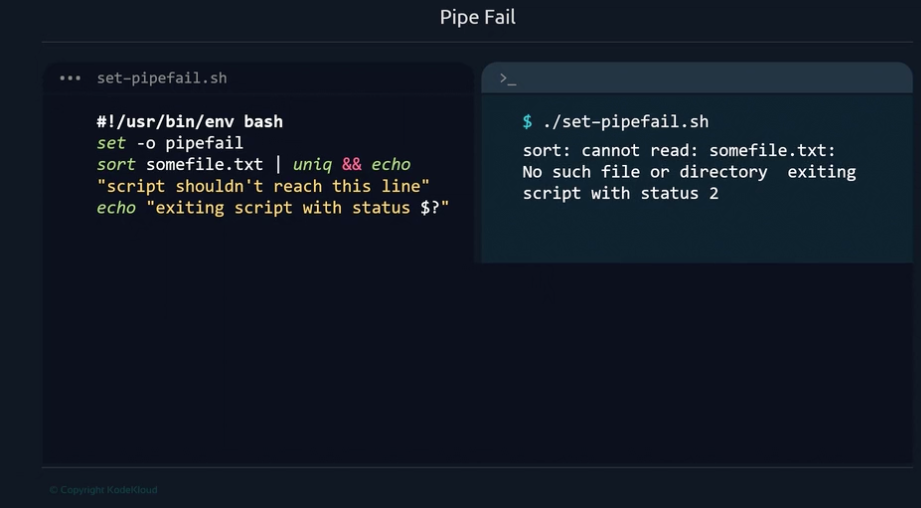 Pipe Fail
••• set-pipefail.sh
#!/usr/bin/env bash
set -o pipefail
sort somefile.txt | uniq && echo
"script shouldn't reach this line"
echo "exiting script with status $?"
>_
$ ./set-pipefail.sh
sort: cannot read: somefile.txt:
No such file or directory  exiting
script with status 2
© Copyright KodeKloud